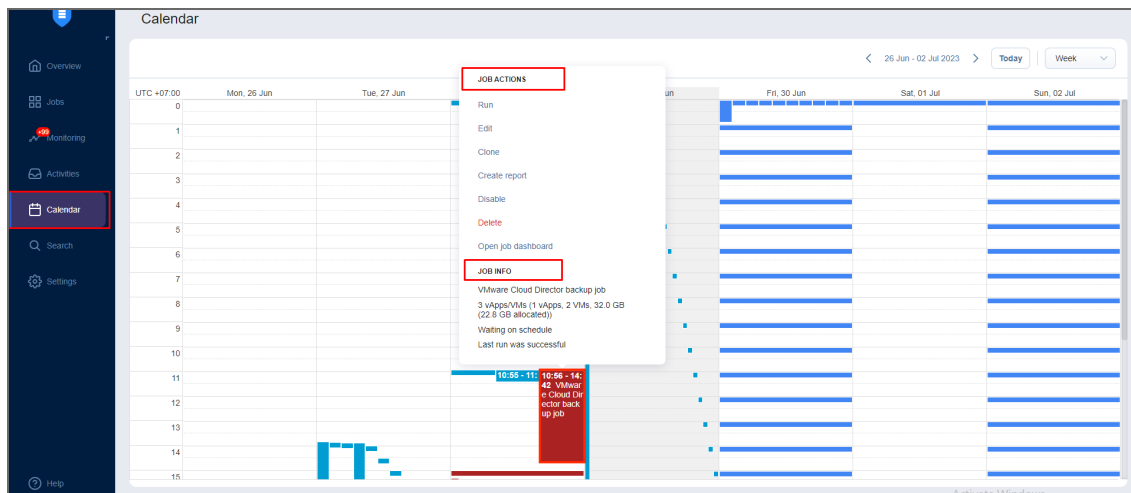 Calendar
Overview
Jobs
+99
Monitoring
Activities
Calendar
Search
Settings
Help
26 Jun - 02 Jul 2023
Today
Week
UTC +07:00
Mon, 26 Jun
Tue, 27 Jun
un
Fri, 30 Jun
Sat, 01 Jul
Sun, 02 Jul
0
1
2
3
4
5
6
7
8
9
10
11
12
13
14
15
JOB ACTIONS
Run
Edit
Clone
Create report
Disable
Delete
Open job dashboard
JOB INFO
VMware Cloud Director backup job
3 vApps/VMs (1 vApps, 2 VMs, 32.0 GB
(22.8 GB allocated))
Waiting on schedule
Last run was successful
10:55 - 11:
10:56 - 14:
42 VMwar
e Cloud Dir
ector back
up job
Activate Windows